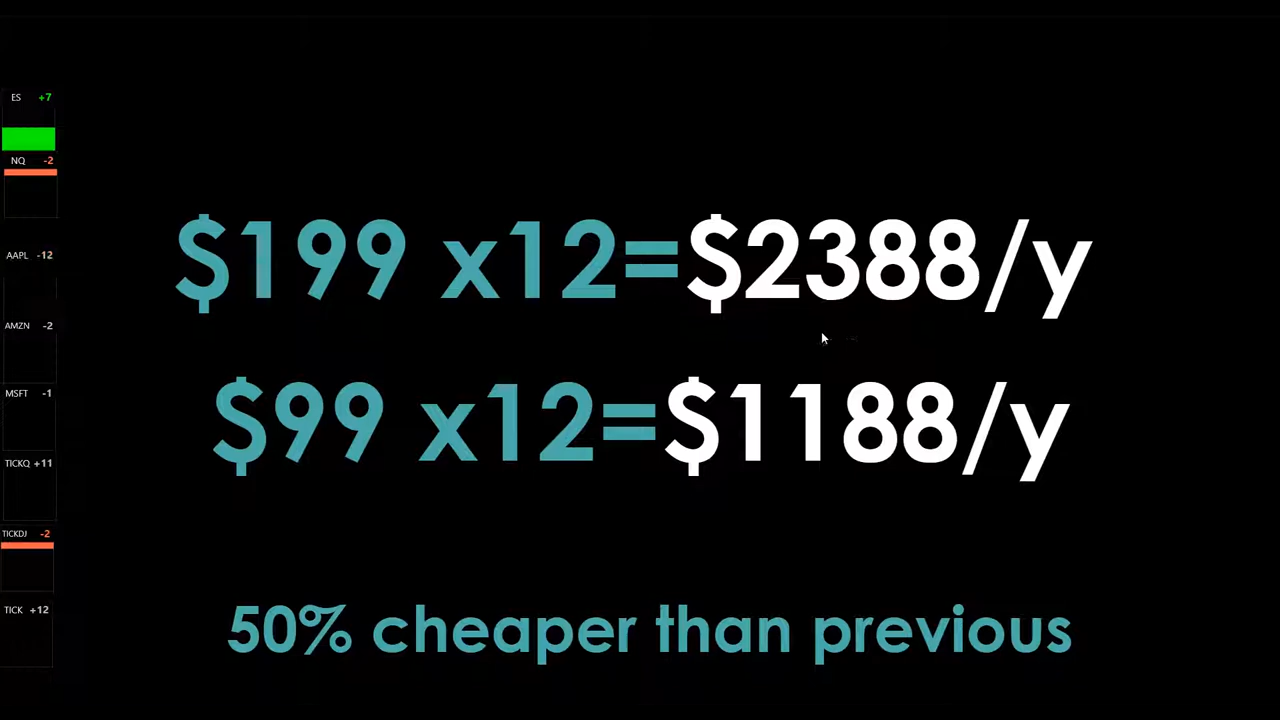 ES +7
NQ -2
$199 x12=$2388/y
AAPL -12
AMZN -2
MSFT -1
$99 x12=$1188/y
TICKQ +11
TICKDJ -2
TICK +12
50% cheaper than previous